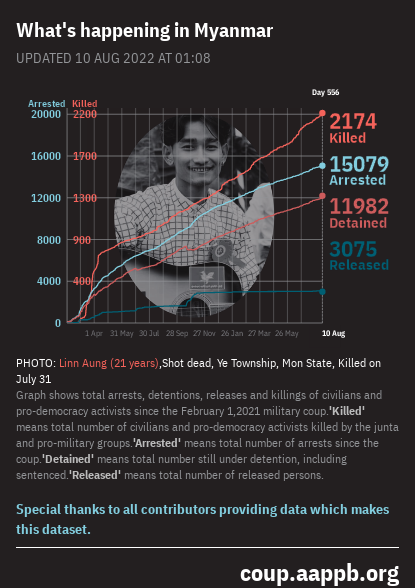 What's happening in Myanmar
UPDATED 10 AUG 2022 AT 01:08
Day 556
Arrested Killed
20000 2200
2174
Killed
16000 1700
15079
Arrested
12000 1300
11982
Detained
8000 900
3075
Released
4000 400
0
1 Apr 31 May 30 Jul 28 Sep 27 Nov 26 Jan 27 Mar 26 May 10 Aug
PHOTO: Linn Aung (21 years),Shot dead, Ye Township, Mon State, Killed on
July 31
Graph shows total arrests, detentions, releases and killings of civilians and
pro-democracy activists since the February 1,2021 military coup.'Killed'
means total number of civilians and pro-democracy activists killed by the junta
and pro-military groups.'Arrested' means total number of arrests since the
coup.'Detained' means total number still under detention, including
sentenced.'Released' means total number of released persons.
Special thanks to all contributors providing data which makes
this dataset.
coup.aappb.org